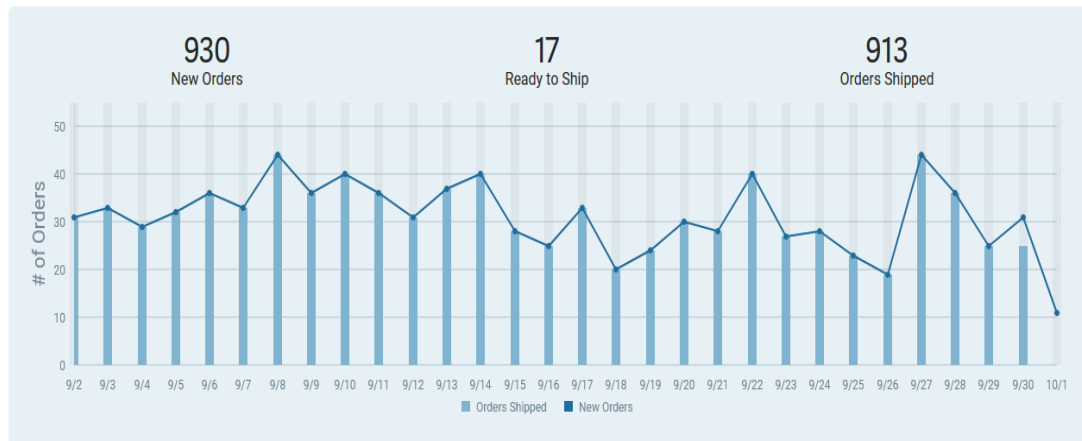 930 17 913
New Orders Ready to Ship Orders Shipped
50
40
30
20
10
0
# of Orders
9/2 9/3 9/4 9/5 9/6 9/7 9/8 9/9 9/10 9/11 9/12 9/13 9/14 9/15 9/16 9/17 9/18 9/19 9/20 9/21 9/22 9/23 9/24 9/25 9/26 9/27 9/28 9/29 9/30 10/1
Orders Shipped New Orders